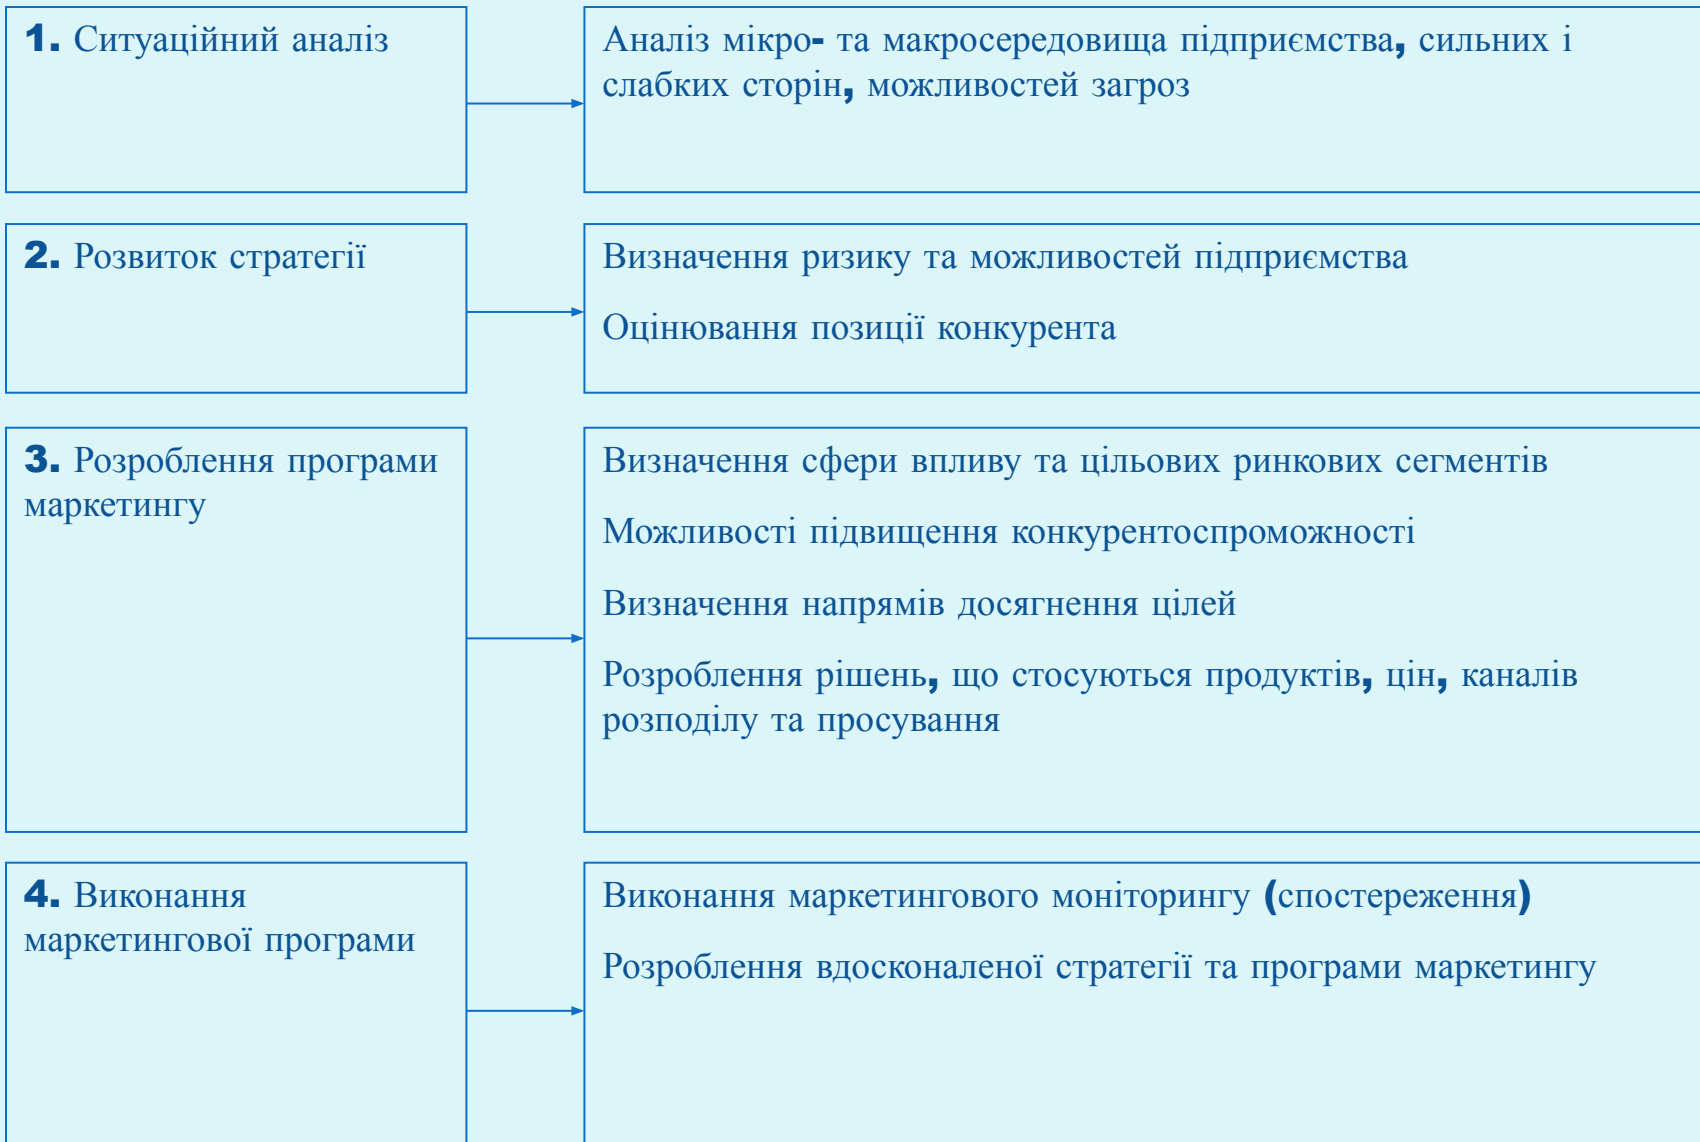 1. Ситуаційний аналіз
Аналіз мікро- та макросередовища підприємства, сильних і
слабких сторін, можливостей загроз
2. Розвиток стратегії
Визначення ризику та можливостей підприємства
Оцінювання позиції конкурента
3. Розроблення програми
маркетингу
Визначення сфери впливу та цільових ринкових сегментів
Можливості підвищення конкурентоспроможності
Визначення напрямів досягнення цілей
Розроблення рішень, що стосуються продуктів, цін, каналів
розподілу та просування
4. Виконання
маркетингової програми
Виконання маркетингового моніторингу (спостереження)
Розроблення вдосконаленої стратегії та програми маркетингу